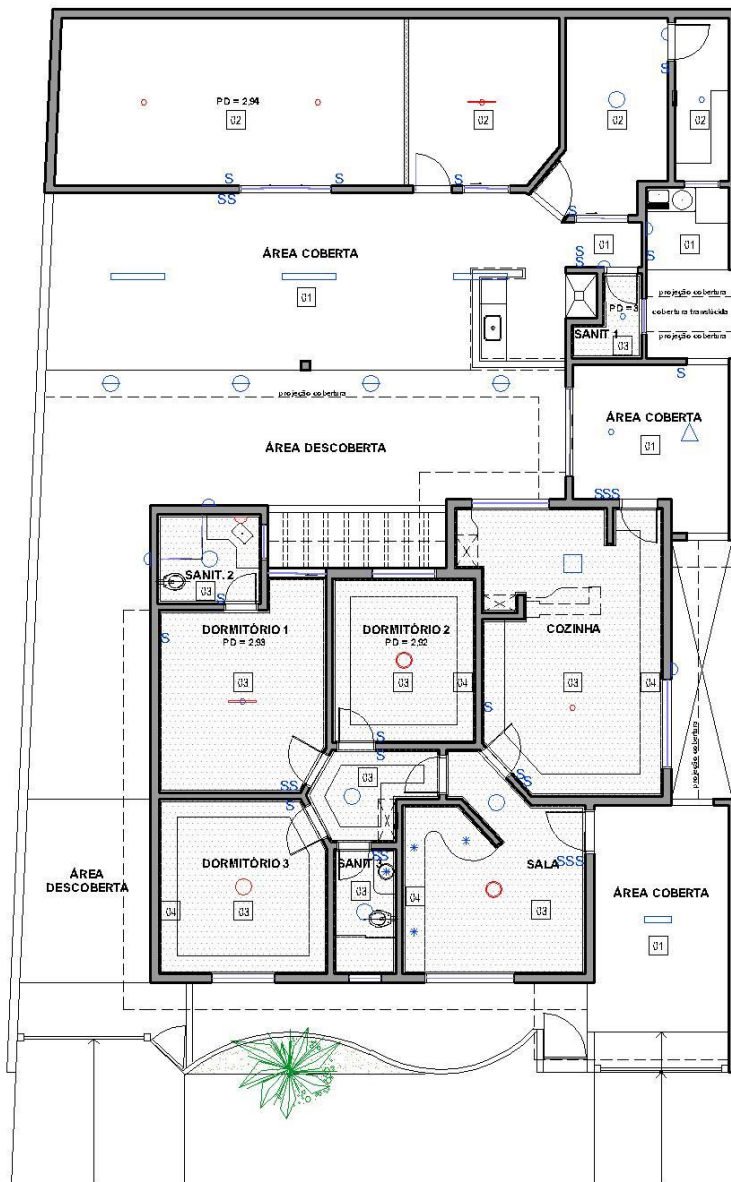 PD = 2,94
02
02
02
02
S
S
SS
S
S
S
ÁREA COBERTA
01
01
S
S
S
01
projeção cobertura
cobertura translúcida
projeção cobertura
PD = 3
SANIT 1
03
projeção cobertura
S
ÁREA COBERTA
01
ÁREA DESCOBERTA
SSS
SANIT. 2
03
S
DORMITÓRIO 1
PD = 2,93
03
S
SS
DORMITÓRIO 2
PD = 2,92
03
04
S
S
COZINHA
03
04
S
SS
projeção cobertura
03
S
DORMITÓRIO 3
04
03
SANIT 3
SS
03
SALA
SSS
04
03
ÁREA
DESCOBERTA
ÁREA COBERTA
01